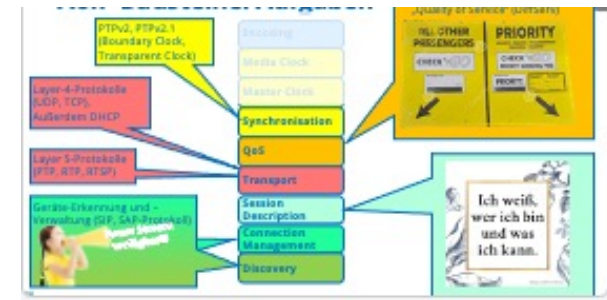 „Quality of Service" (DiffServ)
PTPv2, PTPv2.1
(Boundary Clock,
Transparent Clock)
Encoding
Media Clock
Master Clock
Synchronisation
QoS
Transport
Session
Description
Connection
Management
Discovery
ALL OTHER
PASSENGERS
PRIORITY
Layer-4-Protokolle
(UDP, TCP),
Außerdem DHCP
Layer 5-Protokolle
(PTP, RTP, RTSP)
Geräte-Erkennung und –
Verwaltung (SIP, SAP-Protokoll)
Ich weiß,
wer ich bin
und was
ich kann.